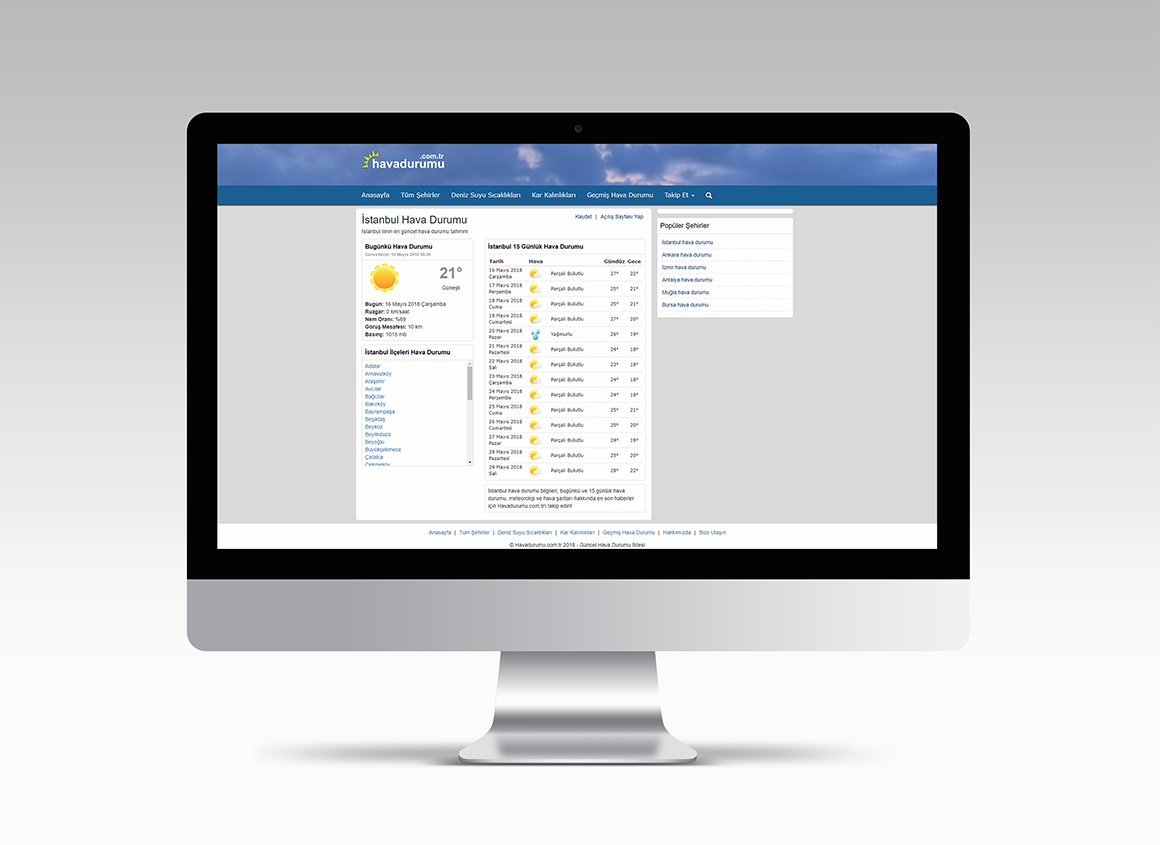 .com.tr
havadurumu
Anasayfa Tüm Şehirler Deniz Suyu Sıcaklıkları Kar Kalınlıkları Geçmiş Hava Durumu Takip Et
İstanbul Hava Durumu
Kaydet | Açılış Sayfası Yap
İstanbul ilinin en güncel hava durumu tahmini
Bugünkü Hava Durumu
Güncelleme: 16 Mayıs 2018
21°
Güneşli
Bugün: 16 Mayıs 2018 Çarşamba
Rüzgar: 0 km/saat
Nem Oranı: %69
Görüş Mesafesi: 10 km
Basınç: 1015 mb
İstanbul İlçeleri Hava Durumu
Adalar
Arnavutköy
Ataşehir
Avcılar
Bağcılar
Bakırköy
Bayrampaşa
Beşiktaş
Beykoz
Beylikdüzü
Beyoğlu
Büyükçekmece
Çatalca
Çekmeköy
İstanbul 15 Günlük Hava Durumu
Tarih Hava Gündüz Gece
16 Mayıs 2018
Çarşamba Parçalı Bulutlu 27° 22°
17 Mayıs 2018
Perşembe Parçalı Bulutlu 25° 21°
18 Mayıs 2018
Cuma Parçalı Bulutlu 25° 21°
19 Mayıs 2018
Cumartesi Parçalı Bulutlu 27° 20°
20 Mayıs 2018
Pazar Yağmurlu 26° 19°
21 Mayıs 2018
Pazartesi Parçalı Bulutlu 24° 18°
22 Mayıs 2018
Salı Parçalı Bulutlu 23° 18°
23 Mayıs 2018
Çarşamba Parçalı Bulutlu 24° 18°
24 Mayıs 2018
Perşembe Parçalı Bulutlu 24° 19°
25 Mayıs 2018
Cuma Parçalı Bulutlu 25° 21°
26 Mayıs 2018
Cumartesi Parçalı Bulutlu 25° 20°
27 Mayıs 2018
Pazar Parçalı Bulutlu 24° 19°
28 Mayıs 2018
Pazartesi Parçalı Bulutlu 25° 20°
29 Mayıs 2018
Salı Parçalı Bulutlu 28° 22°
İstanbul hava durumu bilgileri, bugünkü ve 15 günlük hava
durumu, meteoroloji ve hava şartları hakkında en son haberler
için Havadurumu.com.tr'i takip edin!
Popüler Şehirler
İstanbul hava durumu
Ankara hava durumu
İzmir hava durumu
Antalya hava durumu
Muğla hava durumu
Bursa hava durumu
Anasayfa | Tüm Şehirler | Deniz Suyu Sıcaklıkları | Kar Kalınlıkları | Geçmiş Hava Durumu | Hakkımızda | Bize Ulaşın
© Havadurumu.com.tr 2018 - Güncel Hava Durumu Sitesi